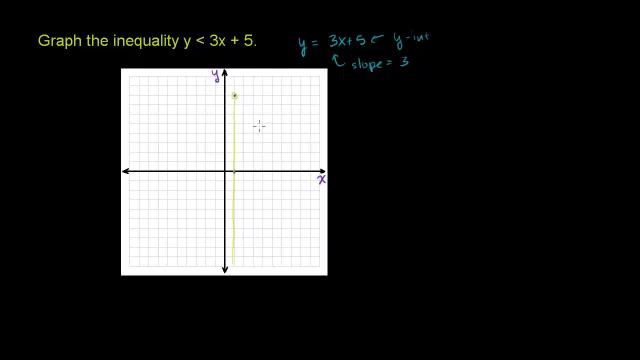 Graph the inequality y < 3x + 5.
y = 3x+5 ← y-int
slope = 3
y
x